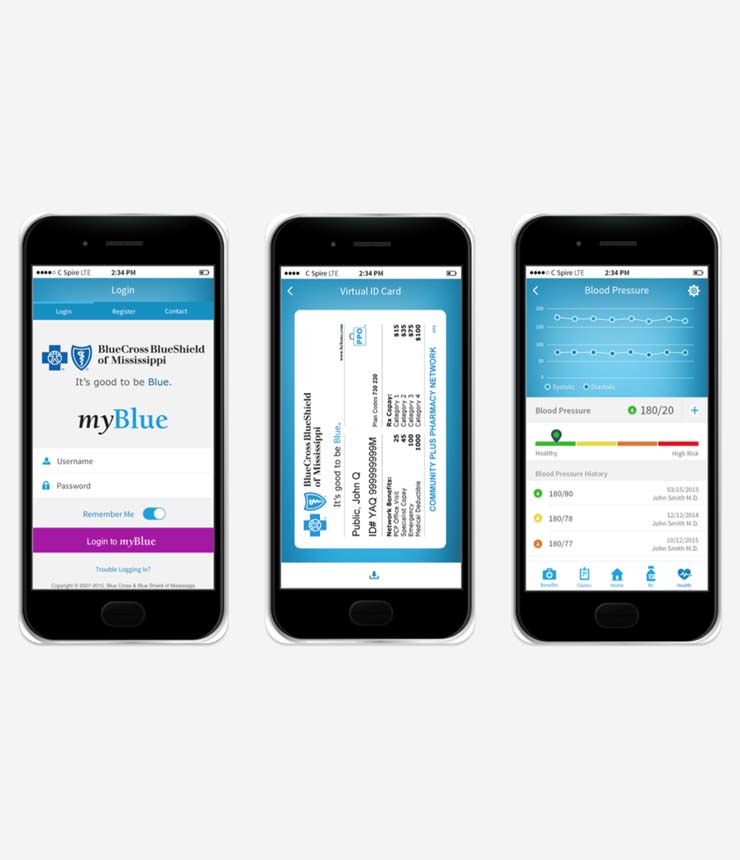 ●●●●○ C Spire LTE 2:34 PM
Login
Login Register Contact
BlueCross BlueShield
of Mississippi
It's good to be Blue.
myBlue
Username
Password
Remember Me
Login to myBlue
Trouble Logging In?
Copyright © 2007-2015, Blue Cross & Blue Shield of Mississippi.
●●●● C Spire LTE 2:34 PM
Virtual ID Card
BlueCross BlueShield
of Mississippi
It's good to be Blue.
www.bcbsms.com
PPO
Public, John Q
ID# YAQ 999999999M
Plan Codes 730 230
Network Benefits: Rx Copay:
PCP Office Visit 25 Category 1 $15
Specialist Copay 45 Category 2 $35
Emergency 100 Category 3 $75
Medical Deductible 1000 Category 4 $100
COMMUNITY PLUS PHARMACY NETWORK
●●●●○ C Spire LTE 2:34 PM
Blood Pressure
200
150
100
50
0
Systolic Diastolic
Blood Pressure 180/20 +
Healthy High Risk
Blood Pressure History
180/80 03/15/2015
John Smith M.D.
180/78 12/12/2014
John Smith M.D.
180/77 10/12/2015
John Smith M.D.
Benefits Claims Home Rx Health